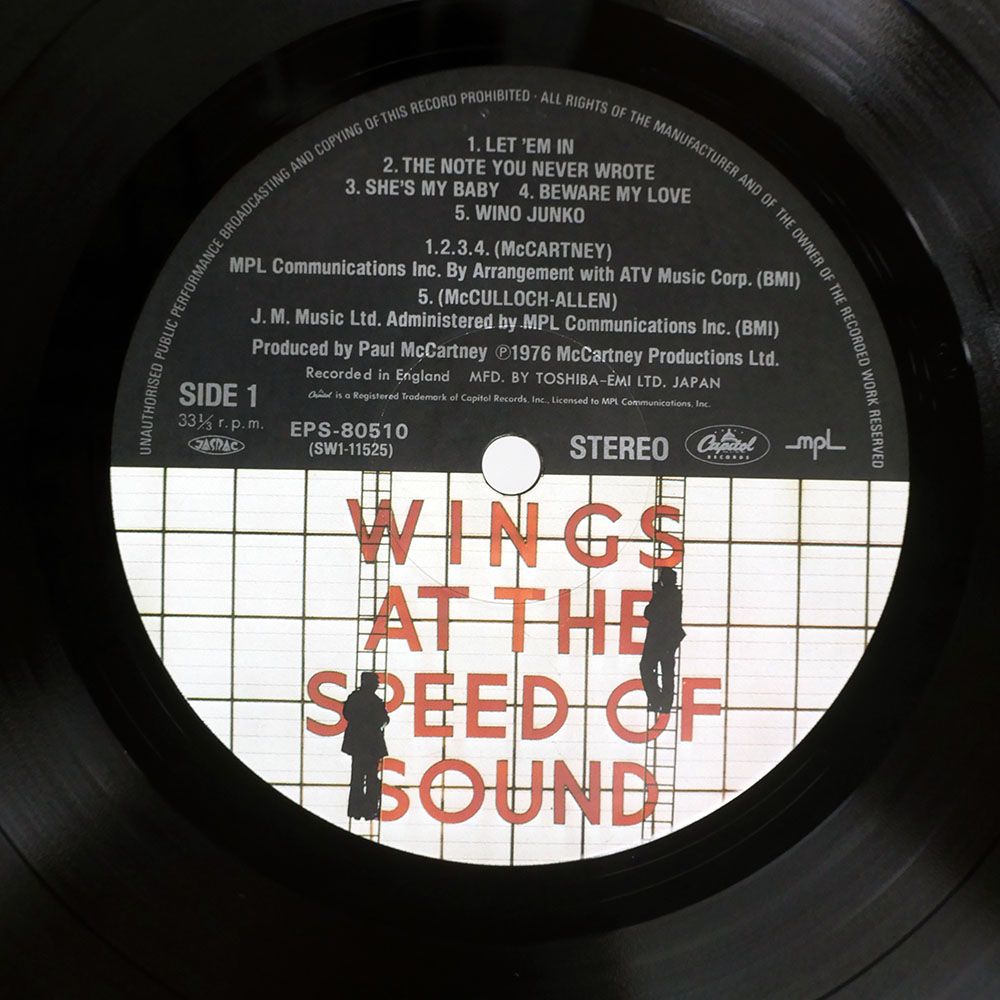 UNAUTHORISED PUBLIC PERFORMANCE BROADCASTING AND COPYING OF THIS RECORD PROHIBITED · ALL RIGHTS OF THE MANUFACTURER AND OF THE OWNER OF THE RECORDED WORK RESERVED
1. LET 'EM IN
2. THE NOTE YOU NEVER WROTE
3. SHE'S MY BABY 4. BEWARE MY LOVE
5. WINO JUNKO
1.2.3.4. (McCARTNEY)
MPL Communications Inc. By Arrangement with ATV Music Corp. (BMI)
5. (McCULLOCH-ALLEN)
J. M. Music Ltd. Administered by MPL Communications Inc. (BMI)
Produced by Paul McCartney ℗1976 McCartney Productions Ltd.
Recorded in England MFD. BY TOSHIBA-EMI LTD. JAPAN
Capitol is a Registered Trademark of Capitol Records, Inc., Licensed to MPL Communications, Inc.
SIDE 1
33⅓ r.p.m.
JASRAC
EPS-80510
(SW1-11525)
STEREO
Capitol
RECORDS
mpl
WINGS
AT THE
SPEED OF
SOUND